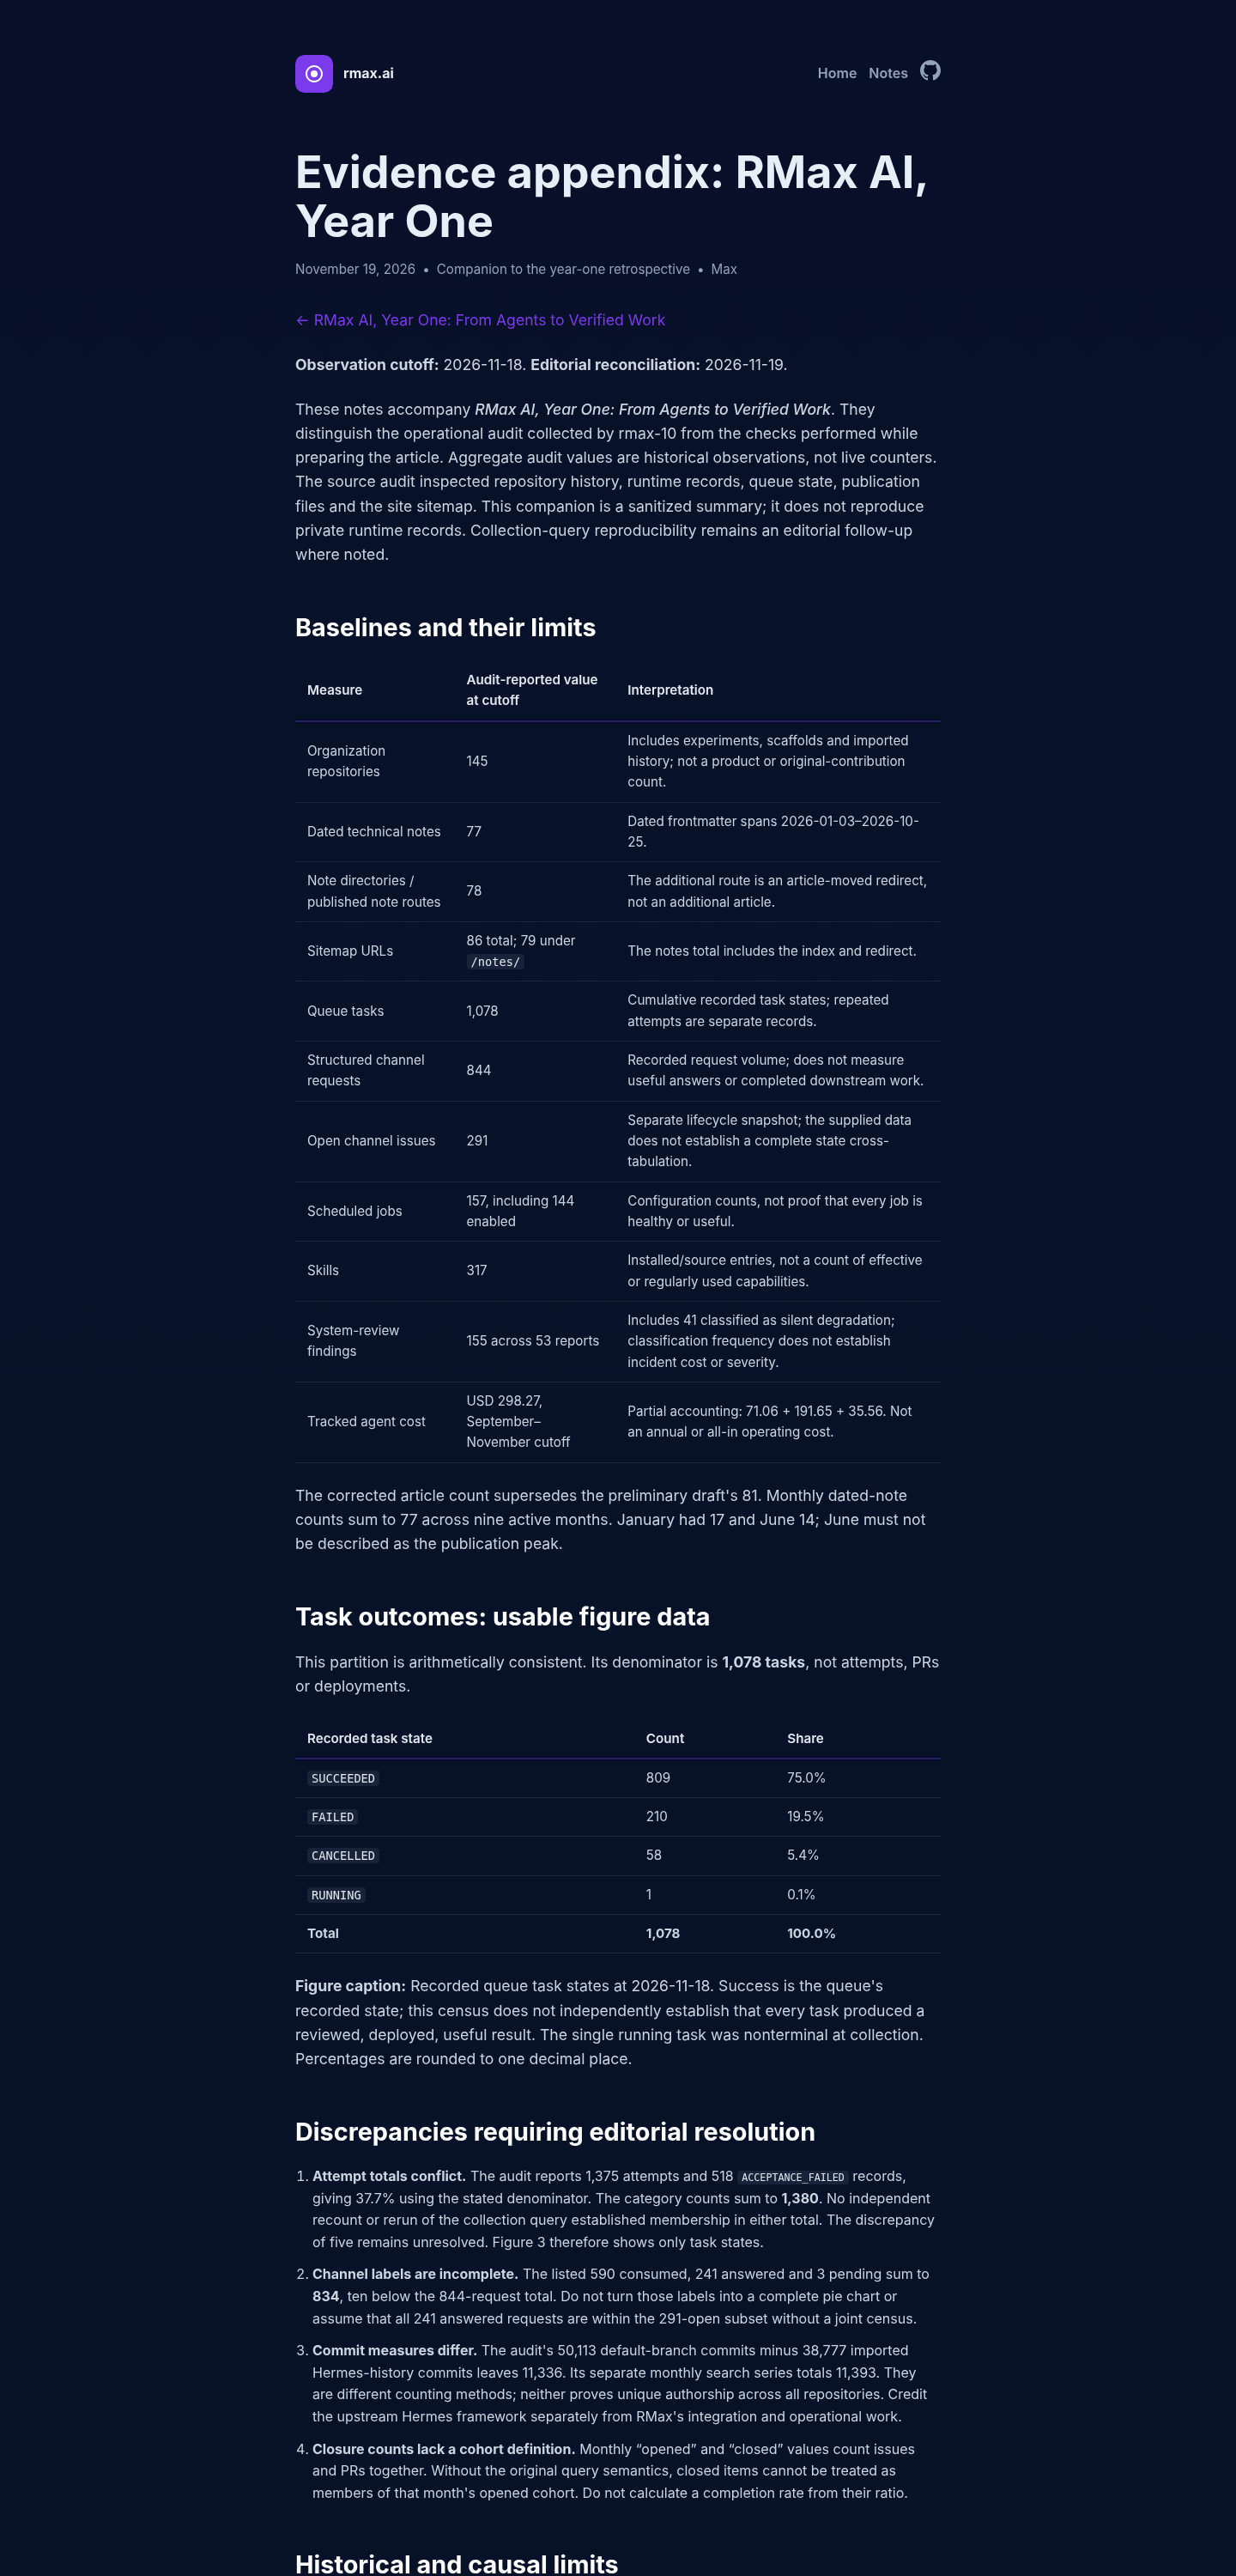 rmax.ai
Home Notes
Evidence appendix: RMax AI,
Year One
November 19, 2026 • Companion to the year-one retrospective • Max
← RMax AI, Year One: From Agents to Verified Work
Observation cutoff: 2026-11-18. Editorial reconciliation: 2026-11-19.
These notes accompany RMax AI, Year One: From Agents to Verified Work. They
distinguish the operational audit collected by rmax-10 from the checks performed while
preparing the article. Aggregate audit values are historical observations, not live counters.
The source audit inspected repository history, runtime records, queue state, publication
files and the site sitemap. This companion is a sanitized summary; it does not reproduce
private runtime records. Collection-query reproducibility remains an editorial follow-up
where noted.
Baselines and their limits
Measure
Audit-reported value
at cutoff
Interpretation
Organization
repositories
145
Includes experiments, scaffolds and imported
history; not a product or original-contribution
count.
Dated technical notes
77
Dated frontmatter spans 2026-01-03–2026-10-
25.
Note directories /
published note routes
78
The additional route is an article-moved redirect,
not an additional article.
Sitemap URLs
86 total; 79 under
/notes/
The notes total includes the index and redirect.
Queue tasks
1,078
Cumulative recorded task states; repeated
attempts are separate records.
Structured channel
requests
844
Recorded request volume; does not measure
useful answers or completed downstream work.
Open channel issues
291
Separate lifecycle snapshot; the supplied data
does not establish a complete state cross-
tabulation.
Scheduled jobs
157, including 144
enabled
Configuration counts, not proof that every job is
healthy or useful.
Skills
317
Installed/source entries, not a count of effective
or regularly used capabilities.
System-review
findings
155 across 53 reports
Includes 41 classified as silent degradation;
classification frequency does not establish
incident cost or severity.
Tracked agent cost
USD 298.27,
September–
November cutoff
Partial accounting: 71.06 + 191.65 + 35.56. Not
an annual or all-in operating cost.
The corrected article count supersedes the preliminary draft's 81. Monthly dated-note
counts sum to 77 across nine active months. January had 17 and June 14; June must not
be described as the publication peak.
Task outcomes: usable figure data
This partition is arithmetically consistent. Its denominator is 1,078 tasks, not attempts, PRs
or deployments.
Recorded task state Count Share
SUCCEEDED 809 75.0%
FAILED 210 19.5%
CANCELLED 58 5.4%
RUNNING 1 0.1%
Total 1,078 100.0%
Figure caption: Recorded queue task states at 2026-11-18. Success is the queue's
recorded state; this census does not independently establish that every task produced a
reviewed, deployed, useful result. The single running task was nonterminal at collection.
Percentages are rounded to one decimal place.
Discrepancies requiring editorial resolution
1. Attempt totals conflict. The audit reports 1,375 attempts and 518 ACCEPTANCE_FAILED records,
giving 37.7% using the stated denominator. The category counts sum to 1,380. No independent
recount or rerun of the collection query established membership in either total. The discrepancy
of five remains unresolved. Figure 3 therefore shows only task states.
2. Channel labels are incomplete. The listed 590 consumed, 241 answered and 3 pending sum to
834, ten below the 844-request total. Do not turn those labels into a complete pie chart or
assume that all 241 answered requests are within the 291-open subset without a joint census.
3. Commit measures differ. The audit's 50,113 default-branch commits minus 38,777 imported
Hermes-history commits leaves 11,336. Its separate monthly search series totals 11,393. They
are different counting methods; neither proves unique authorship across all repositories. Credit
the upstream Hermes framework separately from RMax's integration and operational work.
4. Closure counts lack a cohort definition. Monthly “opened” and “closed” values count issues
and PRs together. Without the original query semantics, closed items cannot be treated as
members of that month's opened cohort. Do not calculate a completion rate from their ratio.
Historical and causal limits